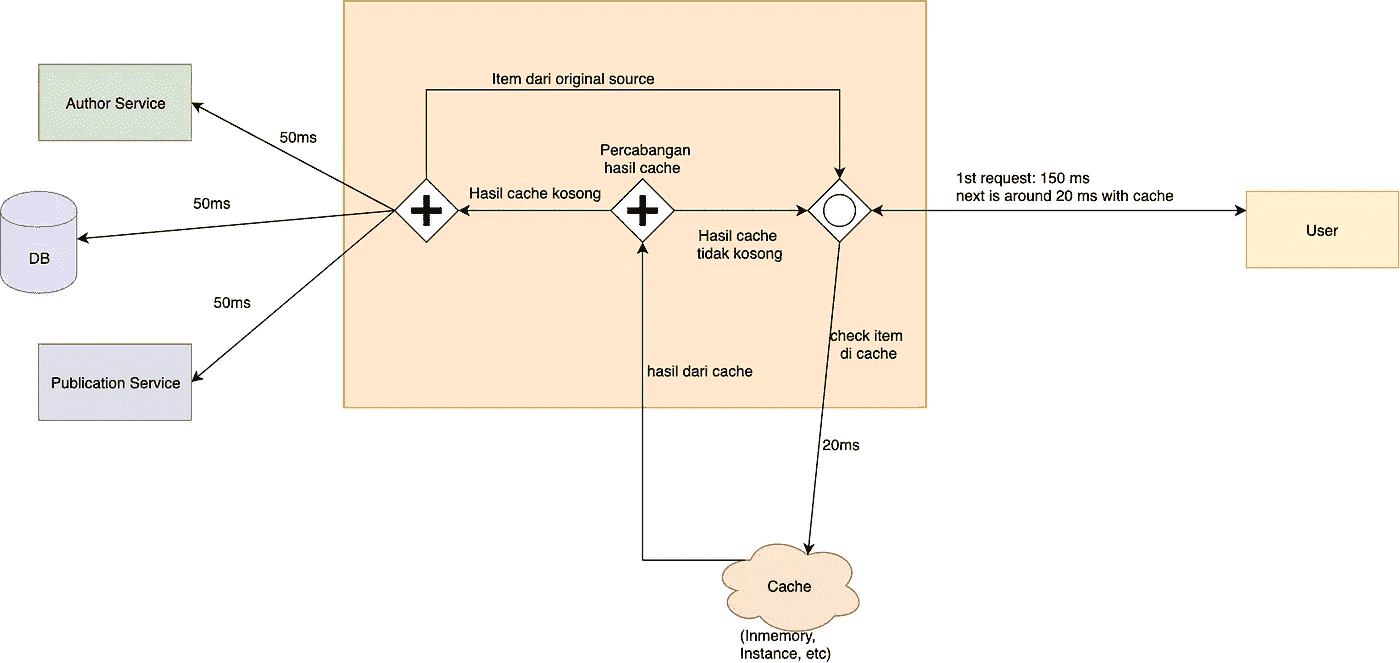 Item dari original source
Author Service
50ms
Percabangan
hasil cache
1st request: 150 ms
next is around 20 ms with cache
Hasil cache kosong
50ms
User
Hasil cache
tidak kosong
DB
50ms
check item
di cache
hasil dari cache
Publication Service
20ms
Cache
(Inmemory,
Instance, etc)